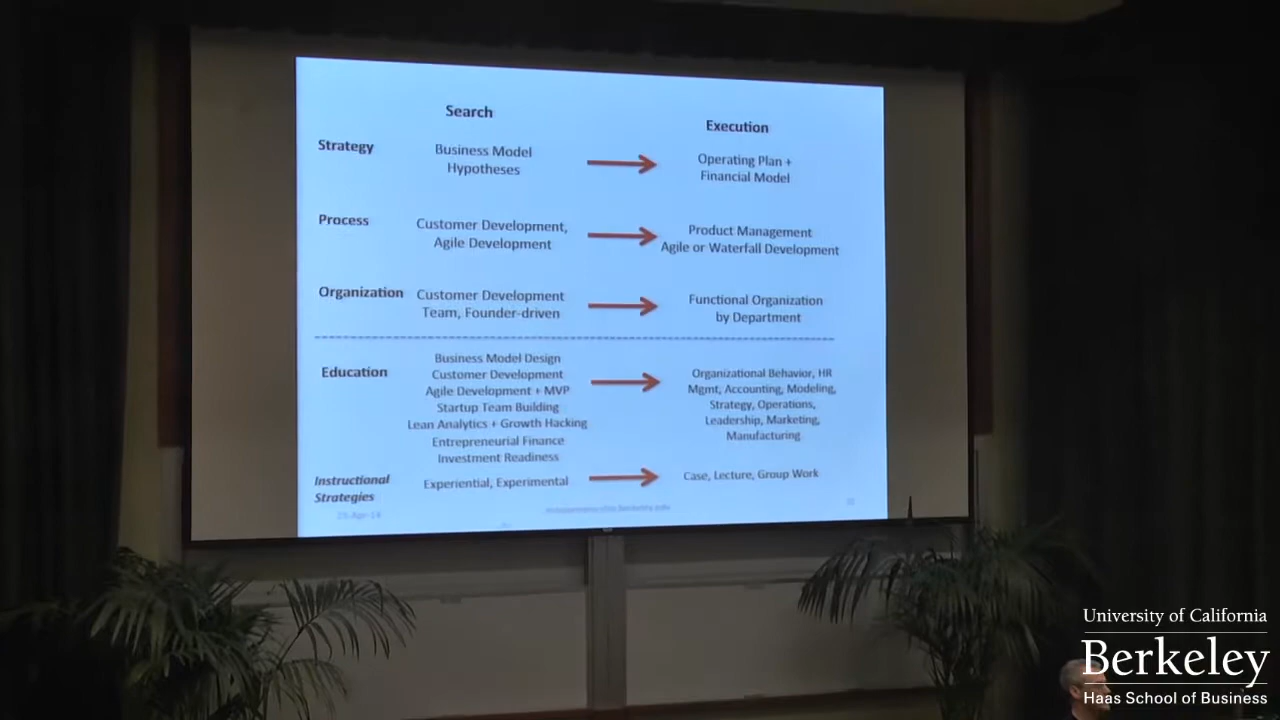 Search
Execution
Strategy
Business Model
Hypotheses
Operating Plan +
Financial Model
Process
Customer Development,
Agile Development
Product Management
Agile or Waterfall Development
Organization
Customer Development
Team, Founder-driven
Functional Organization
by Department
Education
Business Model Design
Customer Development
Agile Development + MVP
Startup Team Building
Lean Analytics + Growth Hacking
Entrepreneurial Finance
Investment Readiness
Organizational Behavior, HR
Mgmt, Accounting, Modeling,
Strategy, Operations,
Leadership, Marketing,
Manufacturing
Instructional
Strategies
Experiential, Experimental
Case, Lecture, Group Work
University of California
Berkeley
Haas School of Business